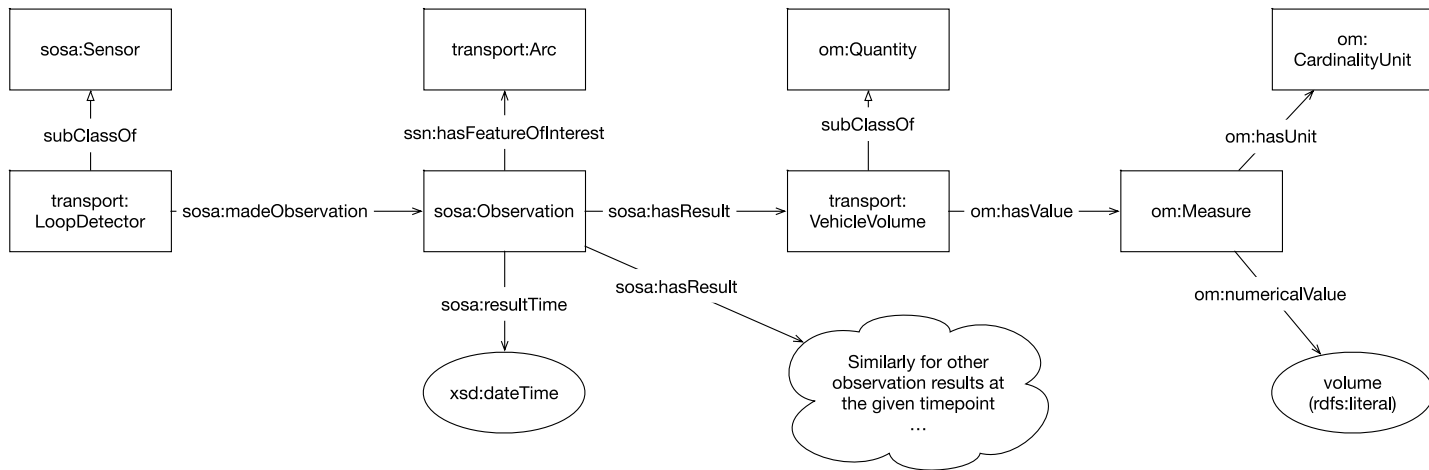 sosa:Sensor
transport:Arc
om:Quantity
om:
CardinalityUnit
subClassOf
ssn:hasFeatureOfInterest
subClassOf
om:hasUnit
transport:
LoopDetector
sosa:madeObservation
sosa:Observation
sosa:hasResult
transport:
VehicleVolume
om:hasValue
om:Measure
sosa:resultTime
sosa:hasResult
om:numericalValue
xsd:dateTime
Similarly for other
observation results at
the given timepoint
...
volume
(rdfs:literal)